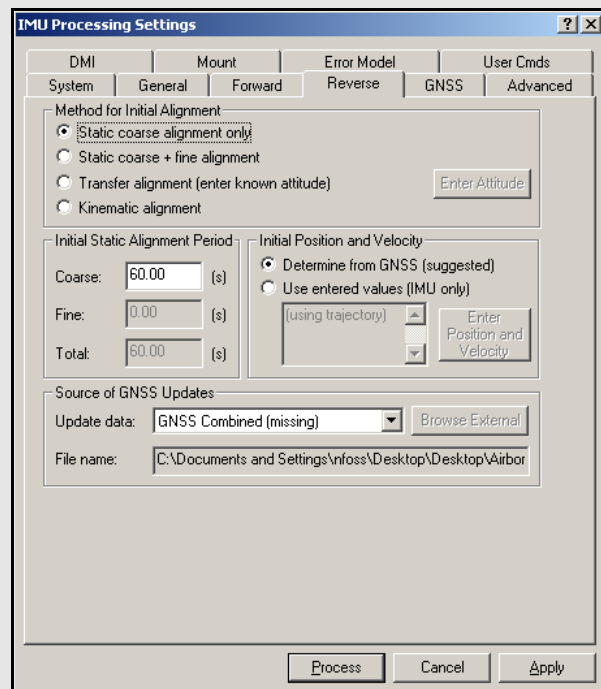 IMU Processing Settings
DMI Mount Error Model User Cmds
System General Forward Reverse GNSS Advanced
Method for Initial Alignment
Static coarse alignment only
Static coarse + fine alignment
Transfer alignment (enter known attitude) Enter Attitude
Kinematic alignment
Initial Static Alignment Period
Coarse: 60.00 (s)
Fine: 0.00 (s)
Total: 60.00 (s)
Initial Position and Velocity
Determine from GNSS (suggested)
Use entered values (IMU only)
(using trajectory)
Enter
Position and
Velocity
Source of GNSS Updates
Update data: GNSS Combined (missing) Browse External
File name: C:\Documents and Settings\nfoss\Desktop\Desktop\Airbor
Process Cancel Apply